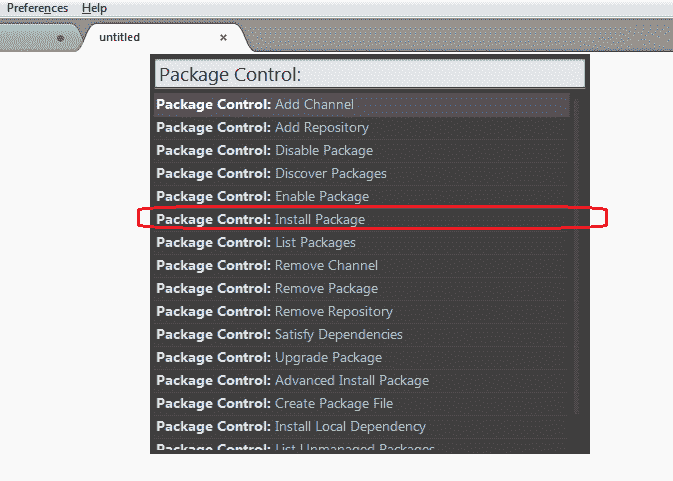 Preferences Help
untitled ×
Package Control:
Package Control: Add Channel
Package Control: Add Repository
Package Control: Disable Package
Package Control: Discover Packages
Package Control: Enable Package
Package Control: Install Package
Package Control: List Packages
Package Control: Remove Channel
Package Control: Remove Package
Package Control: Remove Repository
Package Control: Satisfy Dependencies
Package Control: Upgrade Package
Package Control: Advanced Install Package
Package Control: Create Package File
Package Control: Install Local Dependency
Package Control: List Unmanaged Packages